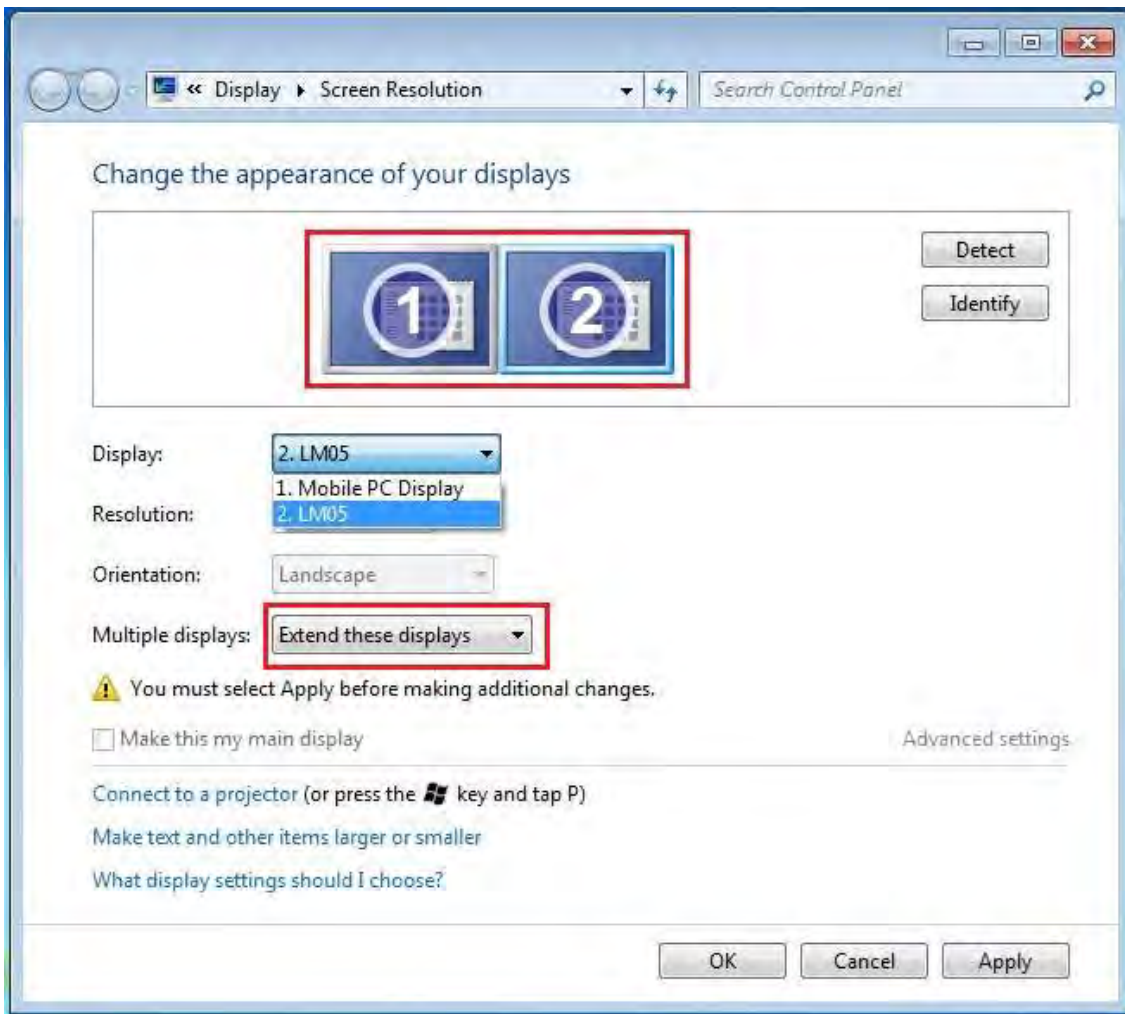 « Display ▸ Screen Resolution Search Control Panel
Change the appearance of your displays
1 2
Detect
Identify
Display: 2. LM05
1. Mobile PC Display
Resolution: 2. LM05
Orientation: Landscape
Multiple displays: Extend these displays
You must select Apply before making additional changes.
Make this my main display Advanced settings
Connect to a projector (or press the key and tap P)
Make text and other items larger or smaller
What display settings should I choose?
OK Cancel Apply